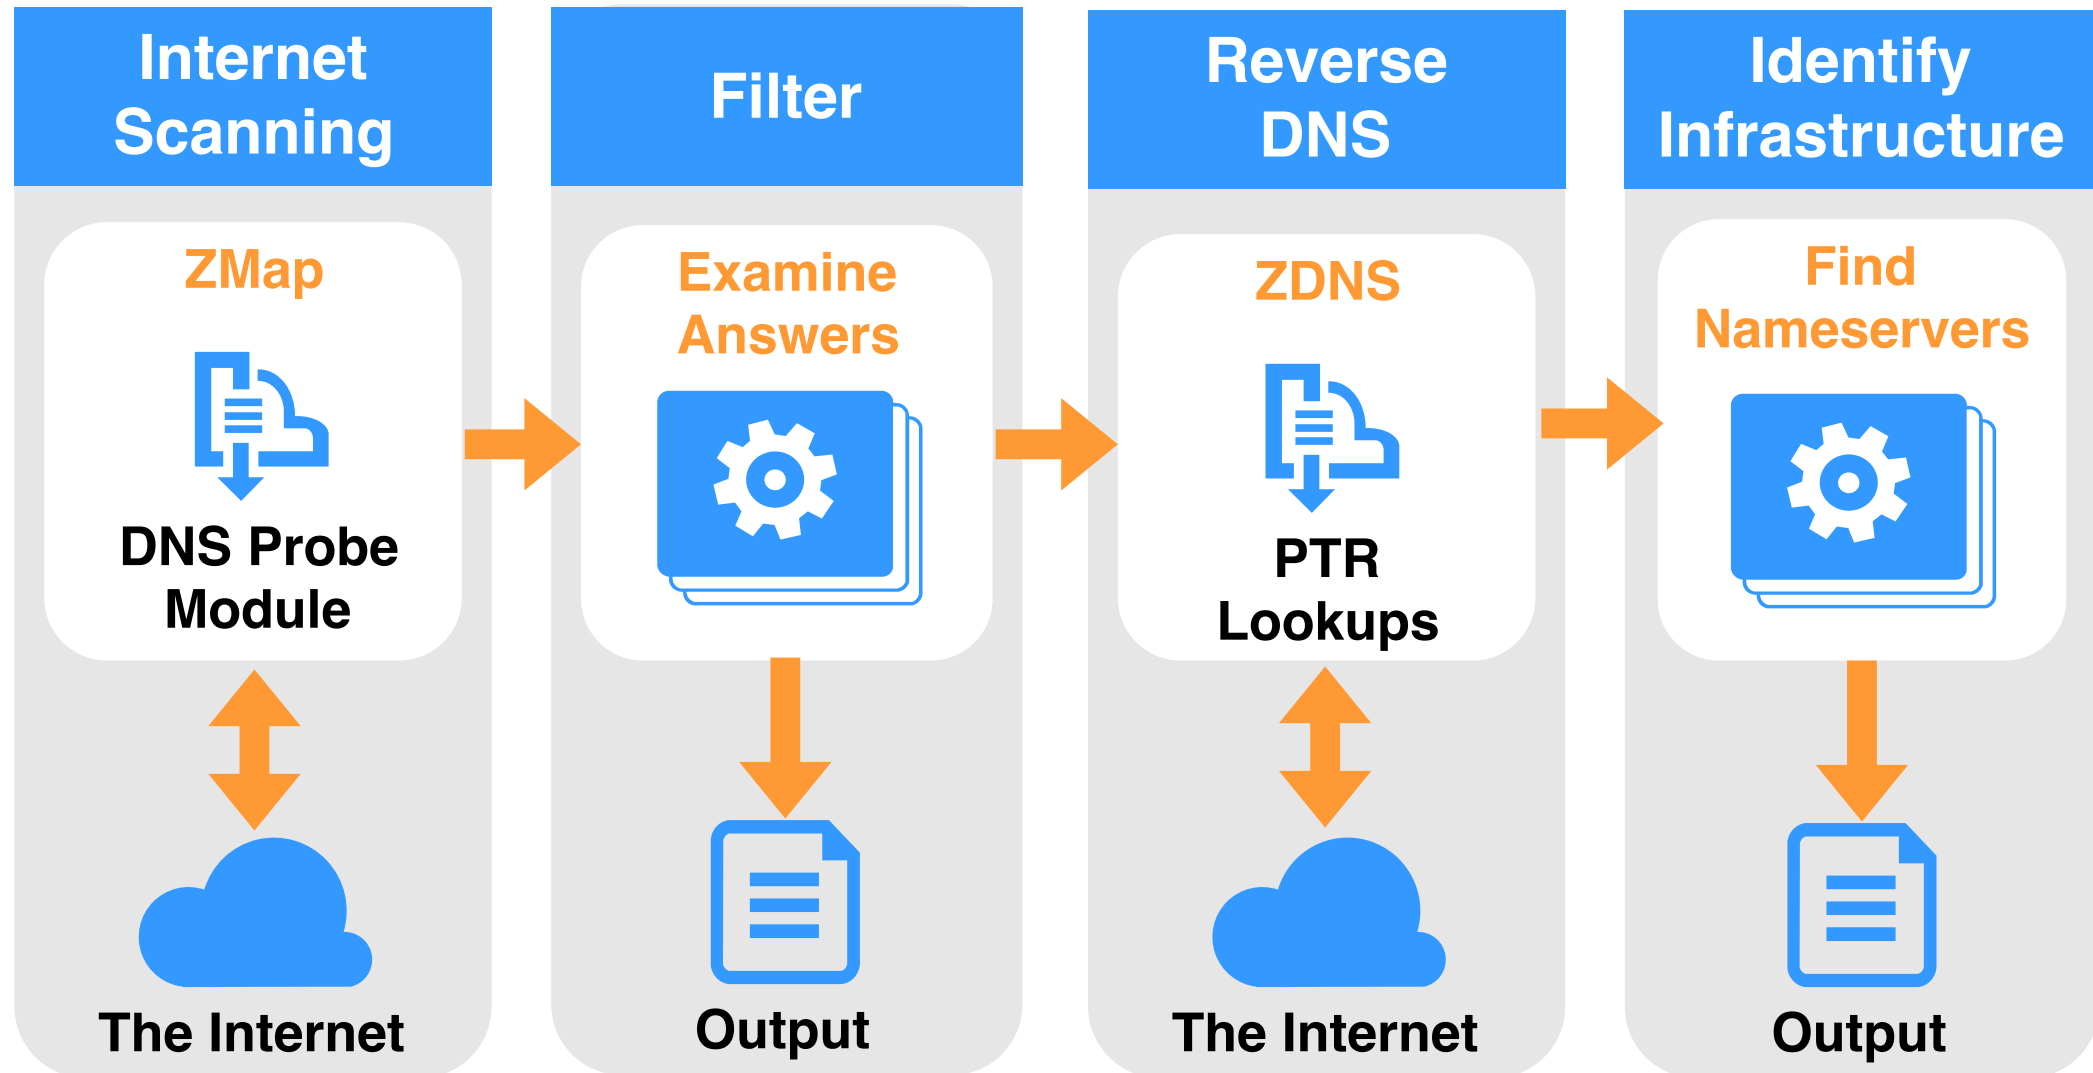 Internet
Scanning
ZMap
DNS Probe
Module
The Internet
Filter
Examine
Answers
Output
Reverse
DNS
ZDNS
PTR
Lookups
The Internet
Identify
Infrastructure
Find
Nameservers
Output